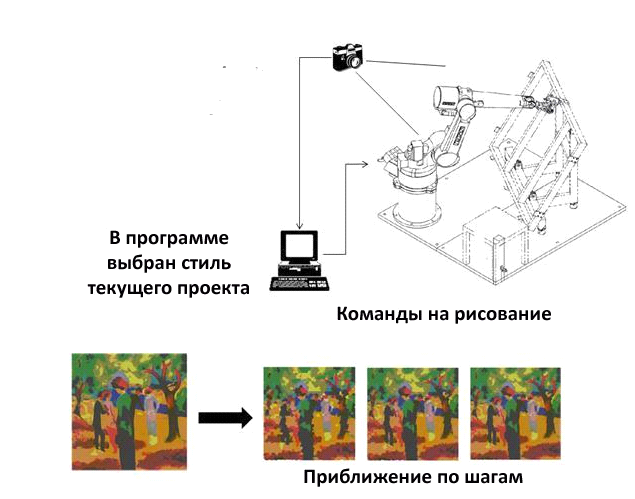 В программе
выбран стиль
текущего проекта
Команды на рисование
Приближение по шагам